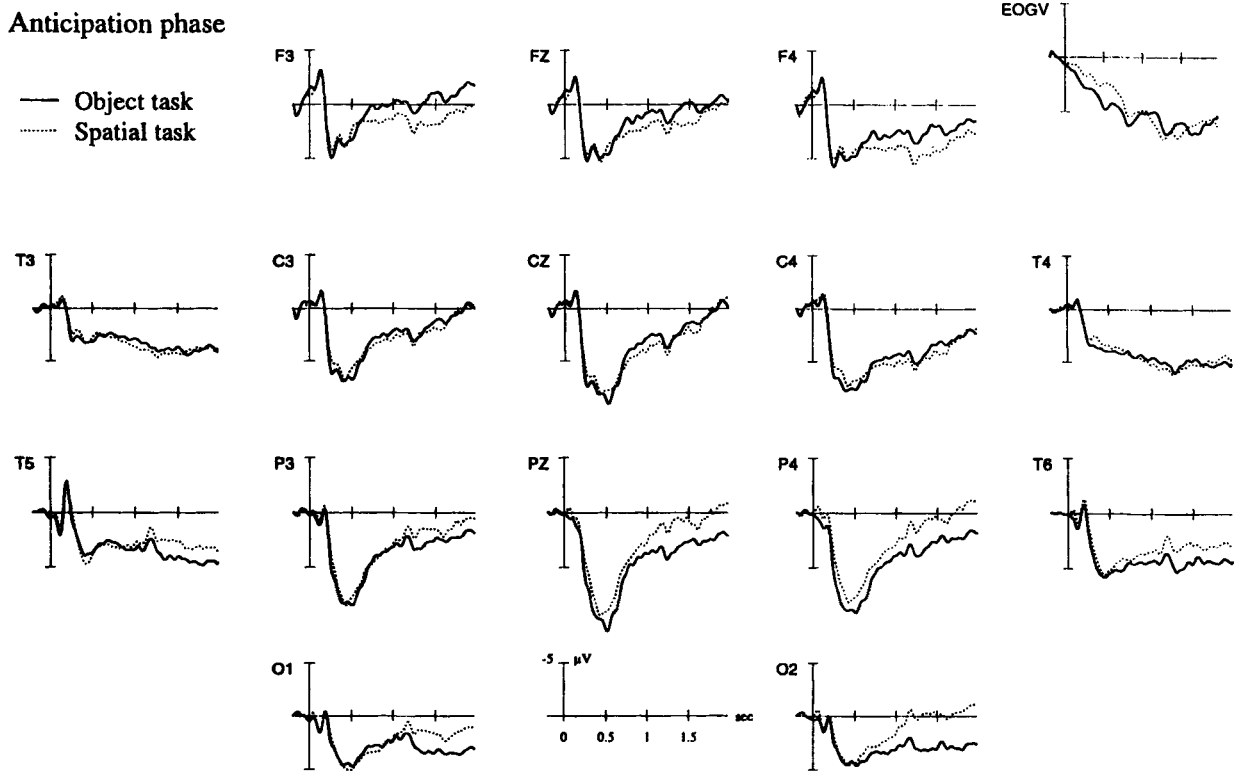 Anticipation phase
Object task
Spatial task
F3
FZ
F4
EOGV
T3
C3
CZ
C4
T4
T5
P3
PZ
P4
T6
O1
-5 µV
sec
0 0.5 1 1.5
O2